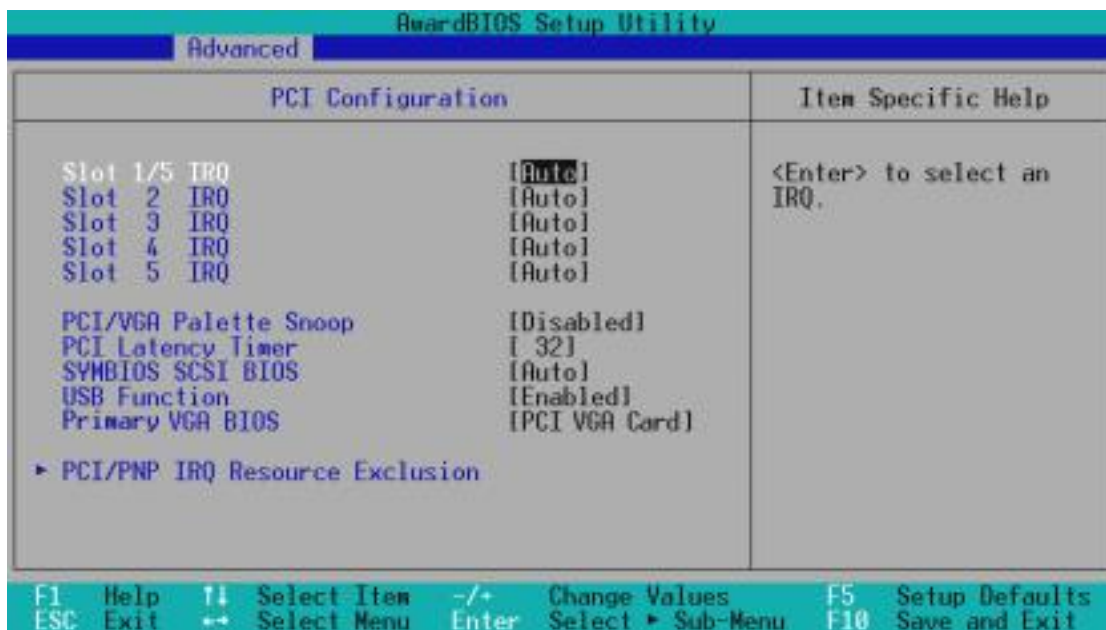 AwardBIOS Setup Utility
Advanced
PCI Configuration
Item Specific Help
Slot 1/5 IRQ [Auto]
Slot 2 IRQ [Auto]
Slot 3 IRQ [Auto]
Slot 4 IRQ [Auto]
Slot 5 IRQ [Auto]
PCI/VGA Palette Snoop [Disabled]
PCI Latency Timer [ 32]
SYMBIOS SCSI BIOS [Auto]
USB Function [Enabled]
Primary VGA BIOS [PCI VGA Card]
▶ PCI/PNP IRQ Resource Exclusion
<Enter> to select an
IRQ.
F1 Help ↑↓ Select Item -/+ Change Values F5 Setup Defaults
ESC Exit ←→ Select Menu Enter Select ▶ Sub-Menu F10 Save and Exit